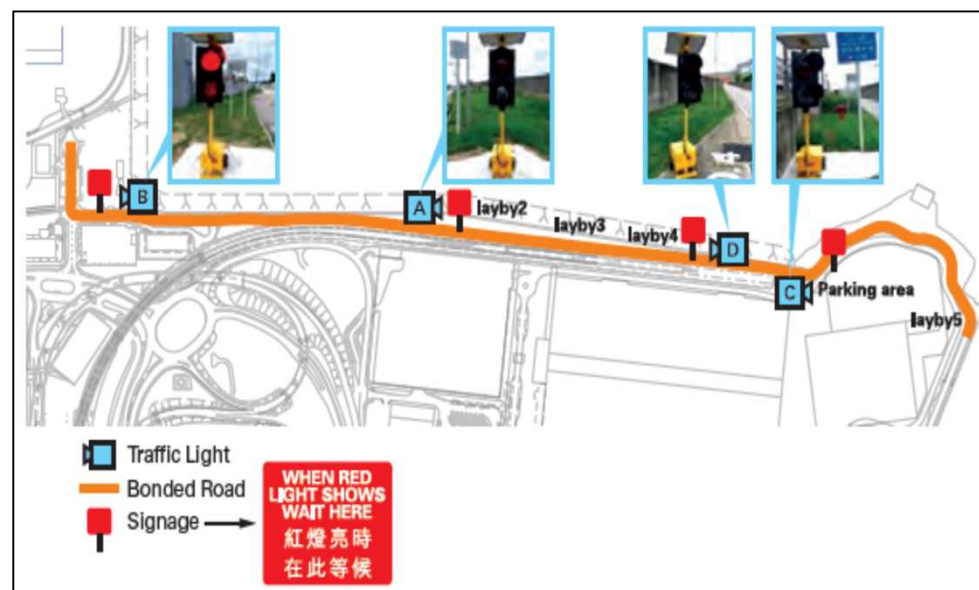 B
A
layby2
layby3
layby4
D
C
Parking area
layby5
Traffic Light
Bonded Road
Signage
WHEN RED
LIGHT SHOWS
WAIT HERE
紅燈亮時
在此等候